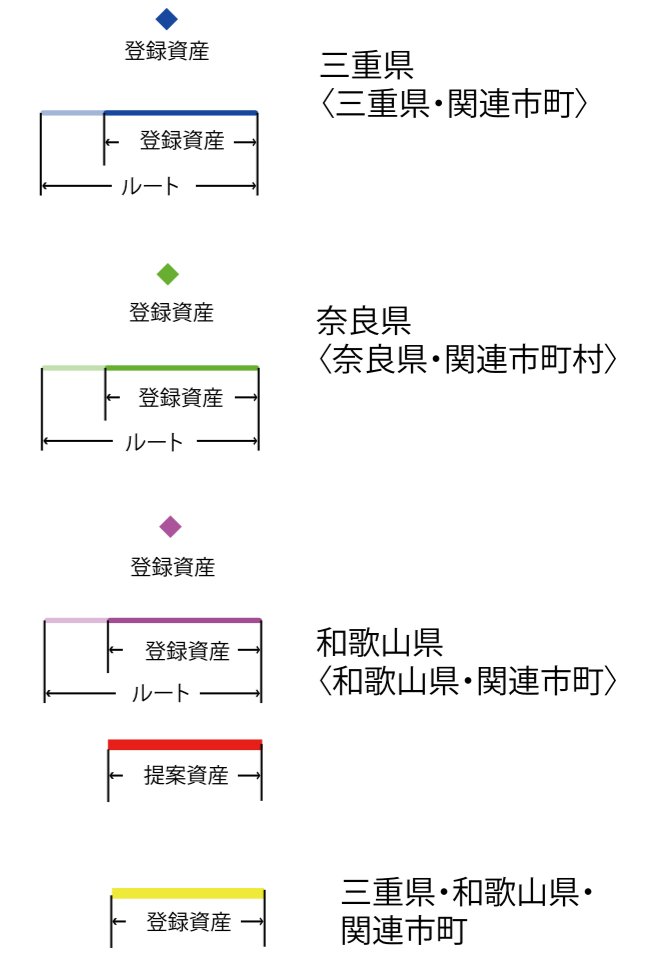 登録資産
三重県
〈三重県・関連市町〉
登録資産
ルート
登録資産
奈良県
〈奈良県・関連市町村〉
登録資産
ルート
登録資産
和歌山県
〈和歌山県・関連市町〉
登録資産
ルート
提案資産
三重県・和歌山県・
関連市町
登録資産